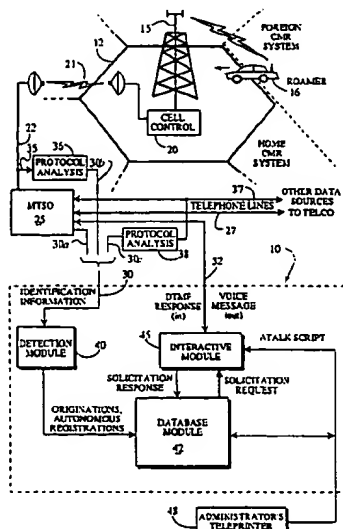 15
FOREIGN
CMR
SYSTEM
12
21
ROAMER
16
CELL
CONTROL
20
22
35
36
30b
PROTOCOL
ANALYSIS
HOME CMR
SYSTEM
37
MTSO
25
TELEPHONE LINES
27
OTHER DATA
SOURCES
TO TELCO
30a
30c
PROTOCOL
ANALYSIS
38
32
10
30
IDENTIFICATION
INFORMATION
DTMF
RESPONSE
(in)
VOICE
MESSAGE
(out)
DETECTION
MODULE
40
45
INTERACTIVE
MODULE
ATALK SCRIPT
SOLICITATION
RESPONSE
SOLICITATION
REQUEST
ORIGINATIONS,
AUTONOMOUS
REGISTRATIONS
DATABASE
MODULE
42
48
ADMINISTRATOR'S
TELEPRINTER